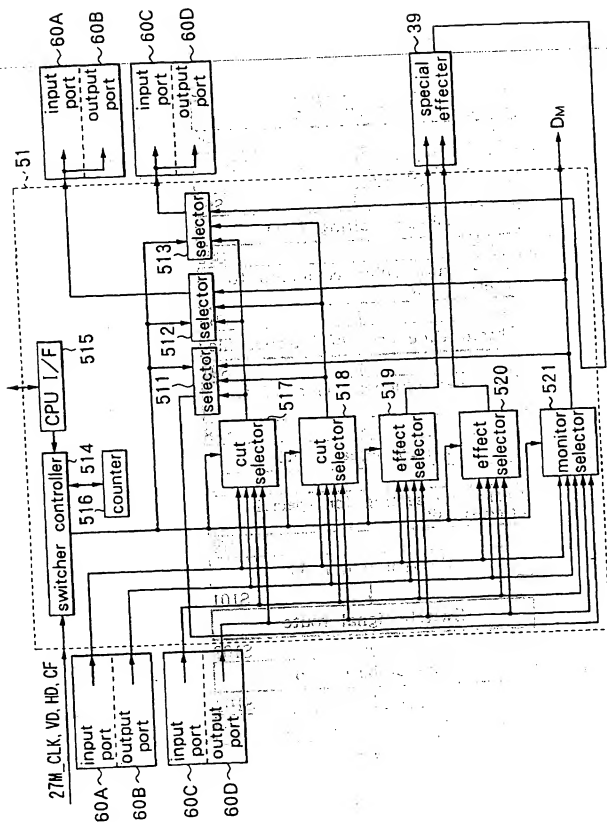 27M_CLK, VD, HD, CF
51
switcher controller
514
CPU I/F
515
516
counter
60A
input port
output port
60B
60C
input port
output port
60D
60A
input port
output port
60B
60C
input port
output port
60D
511
selector
512
selector
513
selector
cut selector
517
cut selector
518
effect selector
519
effect selector
520
monitor selector
521
special effecter
39
DM